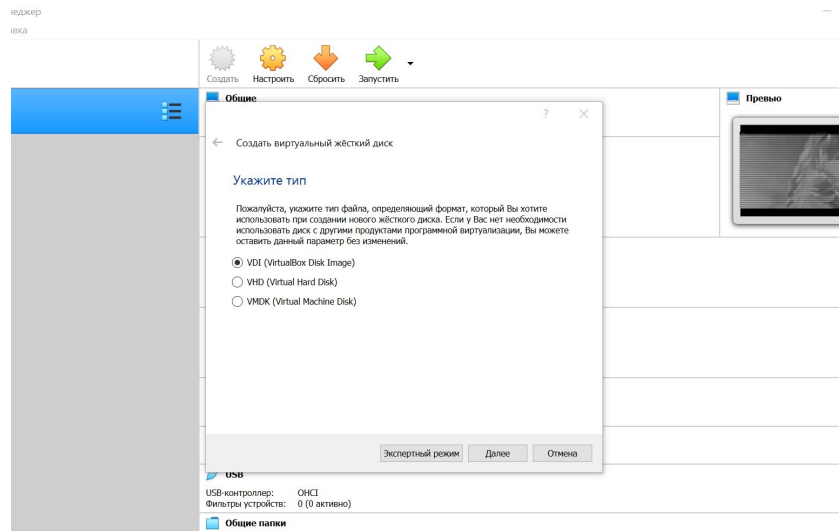 неджер
авка
Создать Настроить Сбросить Запустить
Общие
Превью
?
Создать виртуальный жёсткий диск
Укажите тип
Пожалуйста, укажите тип файла, определяющий формат, который Вы хотите
использовать при создании нового жёсткого диска. Если у Вас нет необходимости
использовать диск с другими продуктами программной виртуализации, Вы можете
оставить данный параметр без изменений.
VDI (VirtualBox Disk Image)
VHD (Virtual Hard Disk)
VMDK (Virtual Machine Disk)
Экспертный режим Далее Отмена
USB
USB-контроллер: OHCI
Фильтры устройств: 0 (0 активно)
Общие папки